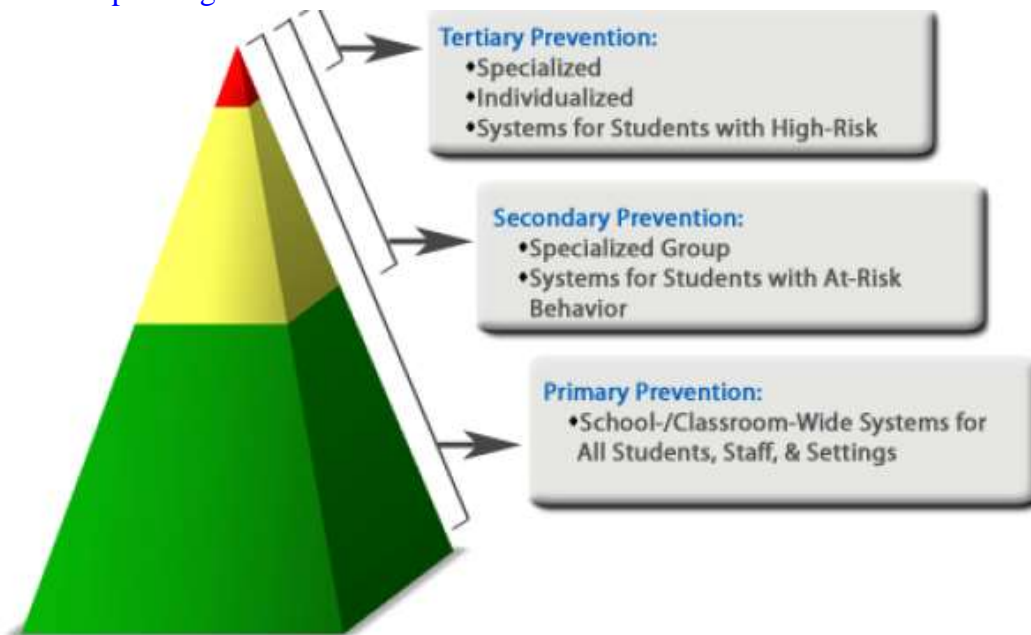 Tertiary Prevention:
♦Specialized
♦Individualized
♦Systems for Students with High-Risk
Secondary Prevention:
♦Specialized Group
♦Systems for Students with At-Risk
Behavior
Primary Prevention:
♦School-/Classroom-Wide Systems for
All Students, Staff, & Settings